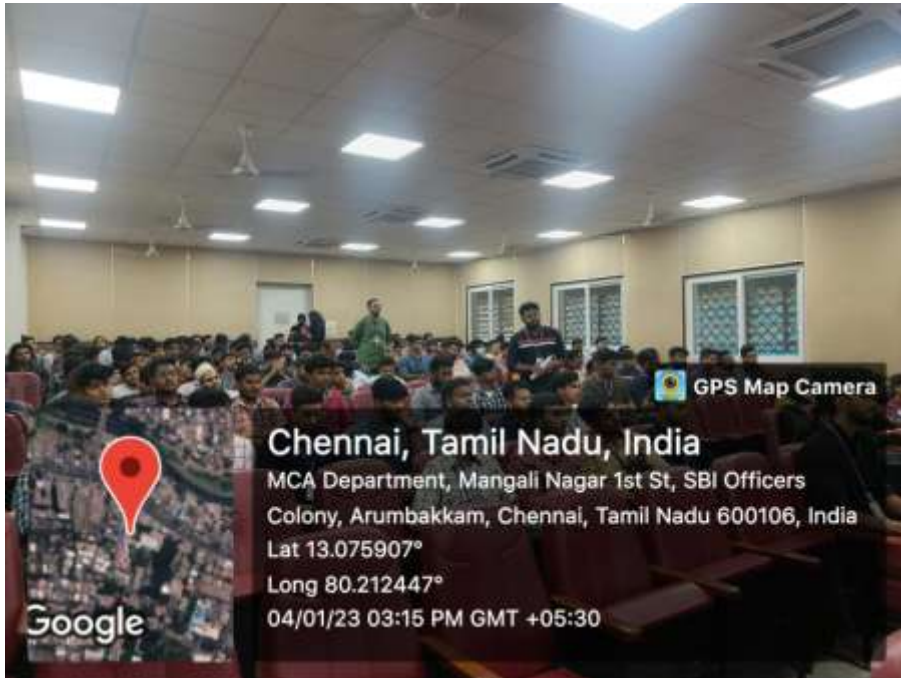 GPS Map Camera
Chennai, Tamil Nadu, India
MCA Department, Mangali Nagar 1st St, SBI Officers
Colony, Arumbakkam, Chennai, Tamil Nadu 600106, India
Lat 13.075907°
Long 80.212447°
04/01/23 03:15 PM GMT +05:30
Google